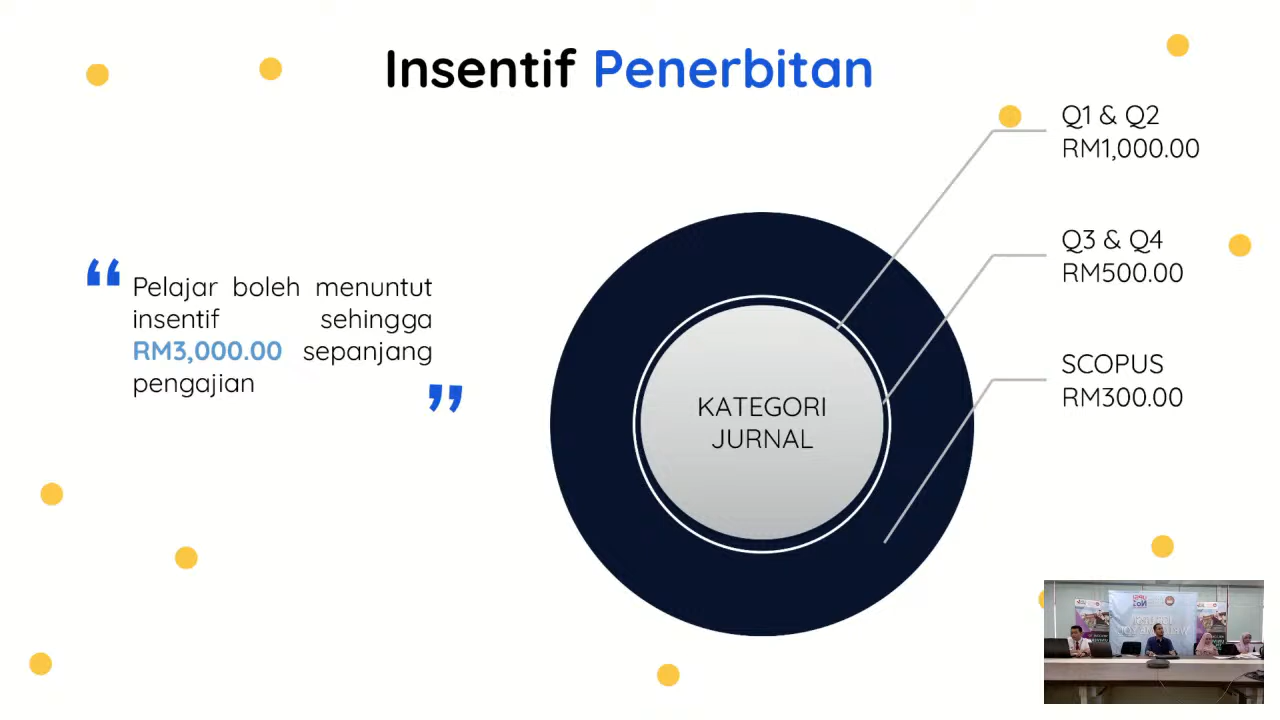 Insentif Penerbitan
Q1 & Q2
RM1,000.00
Q3 & Q4
RM500.00
SCOPUS
RM300.00
“
Pelajar boleh menuntut
insentif sehingga
RM3,000.00 sepanjang
pengajian
”
KATEGORI
JURNAL